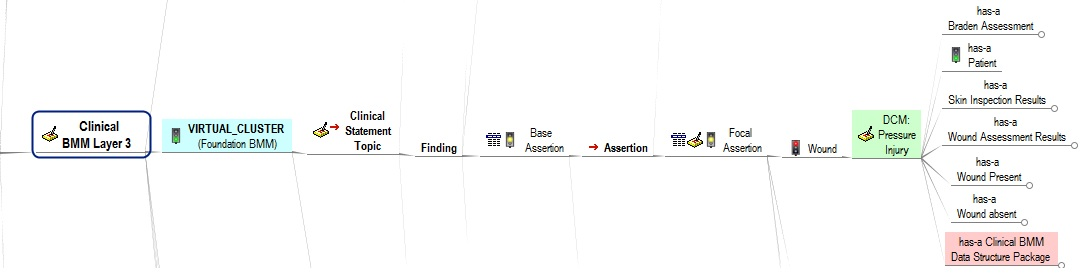 Clinical
BMM Layer 3
VIRTUAL_CLUSTER
(Foundation BMM)
Clinical
Statement
Topic
Finding
Base
Assertion
Assertion
Focal
Assertion
Wound
DCM:
Pressure
Injury
has-a
Braden Assessment
has-a
Patient
has-a
Skin Inspection Results
has-a
Wound Assessment Results
has-a
Wound Present
has-a
Wound absent
has-a Clinical BMM
Data Structure Package